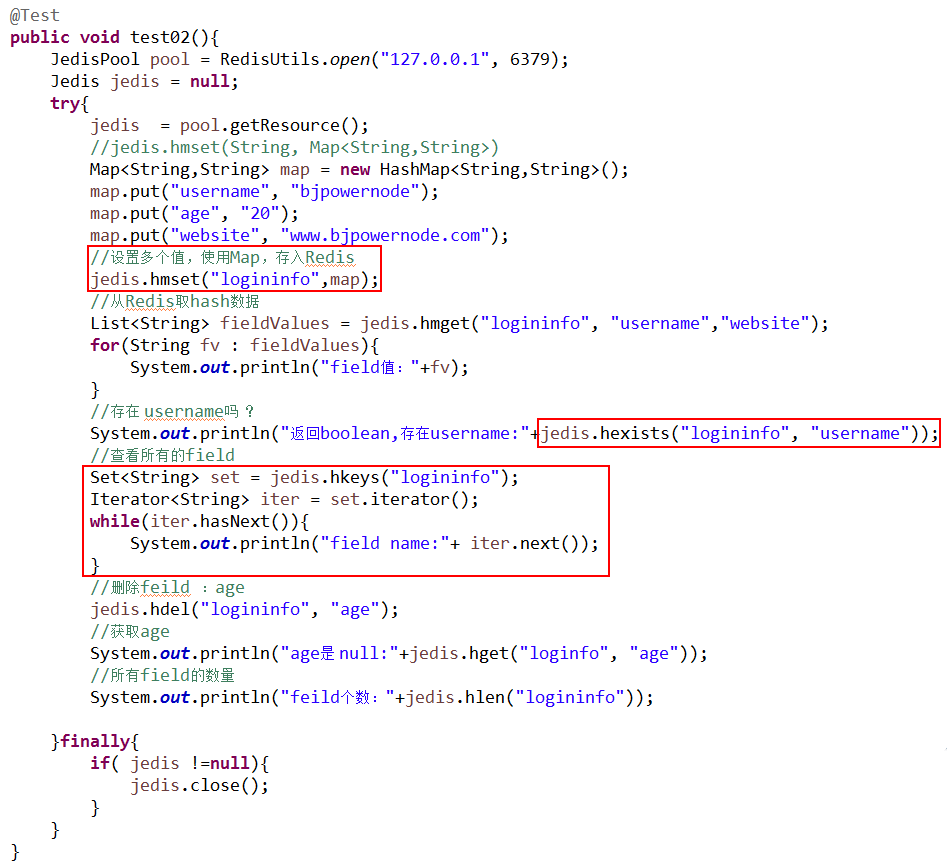 @Test
public void test02(){
    JedisPool pool = RedisUtils.open("127.0.0.1", 6379);
    Jedis jedis = null;
    try{
        jedis  = pool.getResource();
        //jedis.hmset(String, Map<String,String>)
        Map<String,String> map = new HashMap<String,String>();
        map.put("username", "bjpowernode");
        map.put("age", "20");
        map.put("website", "www.bjpowernode.com");
        //设置多个值，使用Map，存入Redis
        jedis.hmset("logininfo",map);
        //从Redis取hash数据
        List<String> fieldValues = jedis.hmget("logininfo", "username","website");
        for(String fv : fieldValues){
            System.out.println("field值："+fv);
        }
        //存在 username吗？
        System.out.println("返回boolean,存在username:"+jedis.hexists("logininfo", "username"));
        //查看所有的field
        Set<String> set = jedis.hkeys("logininfo");
        Iterator<String> iter = set.iterator();
        while(iter.hasNext()){
            System.out.println("field name:"+ iter.next());
        }
        //删除feild ：age
        jedis.hdel("logininfo", "age");
        //获取age
        System.out.println("age是 null:"+jedis.hget("loginfo", "age"));
        //所有field的数量
        System.out.println("feild个数："+jedis.hlen("logininfo"));

    }finally{
        if( jedis !=null){
            jedis.close();
        }
    }
}